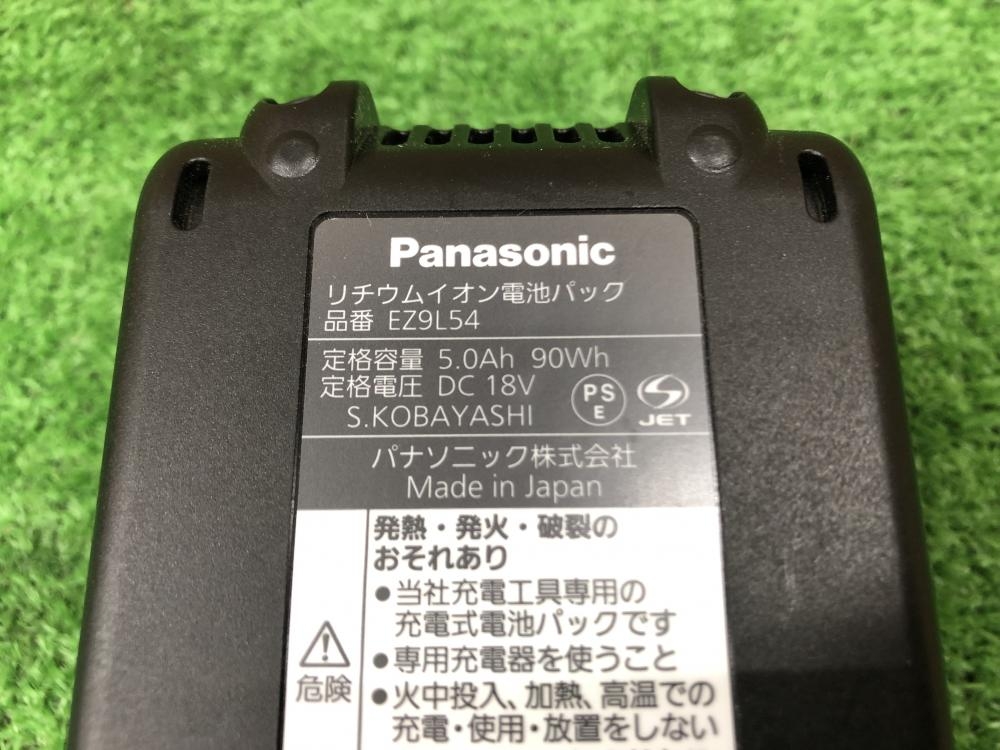 Panasonic
リチウムイオン電池パック
品番 EZ9L54
定格容量 5.0Ah 90Wh
定格電圧 DC 18V
S.KOBAYASHI
PS
E
JET
パナソニック株式会社
Made in Japan
発熱・発火・破裂の
おそれあり
●当社充電工具専用の
充電式電池パックです
●専用充電器を使うこと
危険
●火中投入、加熱、高温での
充電・使用・放置をしない